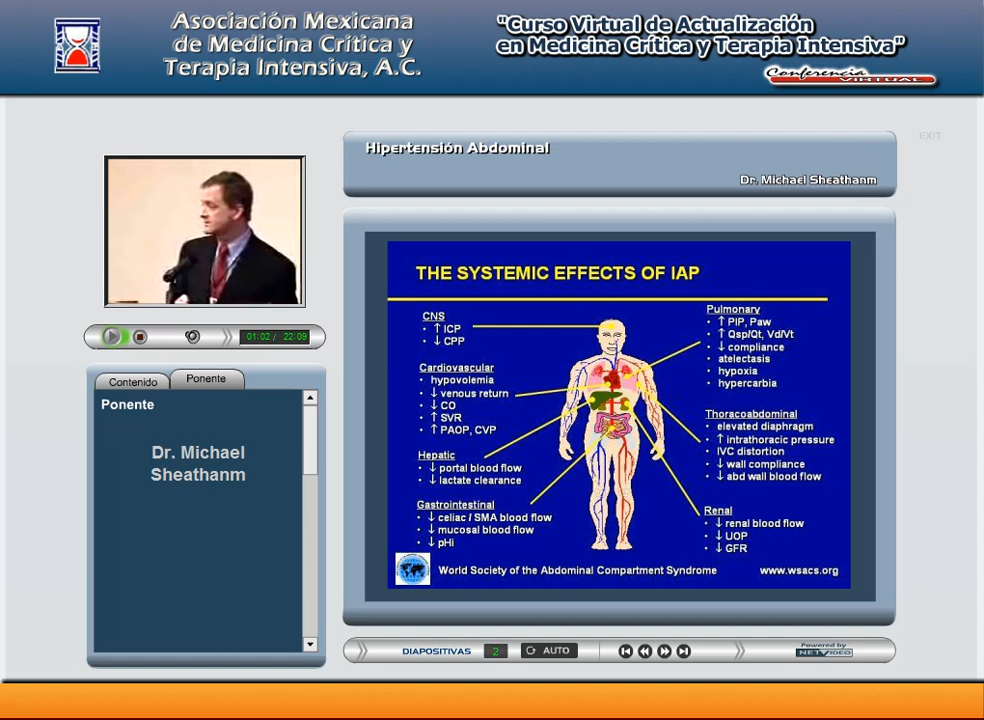 Asociación Mexicana
de Medicina Crítica y
Terapia Intensiva, A.C.
"Curso Virtual de Actualización
en Medicina Crítica y Terapia Intensiva"
Conferencia
VIRTUAL
EXIT
Hipertensión Abdominal
Dr. Michael Sheathanm
01:02 / 22:09
Contenido
Ponente
Ponente
Dr. Michael
Sheathanm
THE SYSTEMIC EFFECTS OF IAP
CNS
• ↑ ICP
• ↓ CPP
Cardiovascular
• hypovolemia
• ↓ venous return
• ↓ CO
• ↑ SVR
• ↑ PAOP, CVP
Hepatic
• ↓ portal blood flow
• ↓ lactate clearance
Gastrointestinal
• ↓ celiac / SMA blood flow
• ↓ mucosal blood flow
• ↓ pHi
Pulmonary
• ↑ PIP, Paw
• ↑ Qsp/Qt, Vd/Vt
• ↓ compliance
• atelectasis
• hypoxia
• hypercarbia
Thoracoabdominal
• elevated diaphragm
• ↑ intrathoracic pressure
• IVC distortion
• ↓ wall compliance
• ↓ abd wall blood flow
Renal
• ↓ renal blood flow
• ↓ UOP
• ↓ GFR
World Society of the Abdominal Compartment Syndrome
www.wsacs.org
DIAPOSITIVAS
2
AUTO
Powered by
NETVIDEO